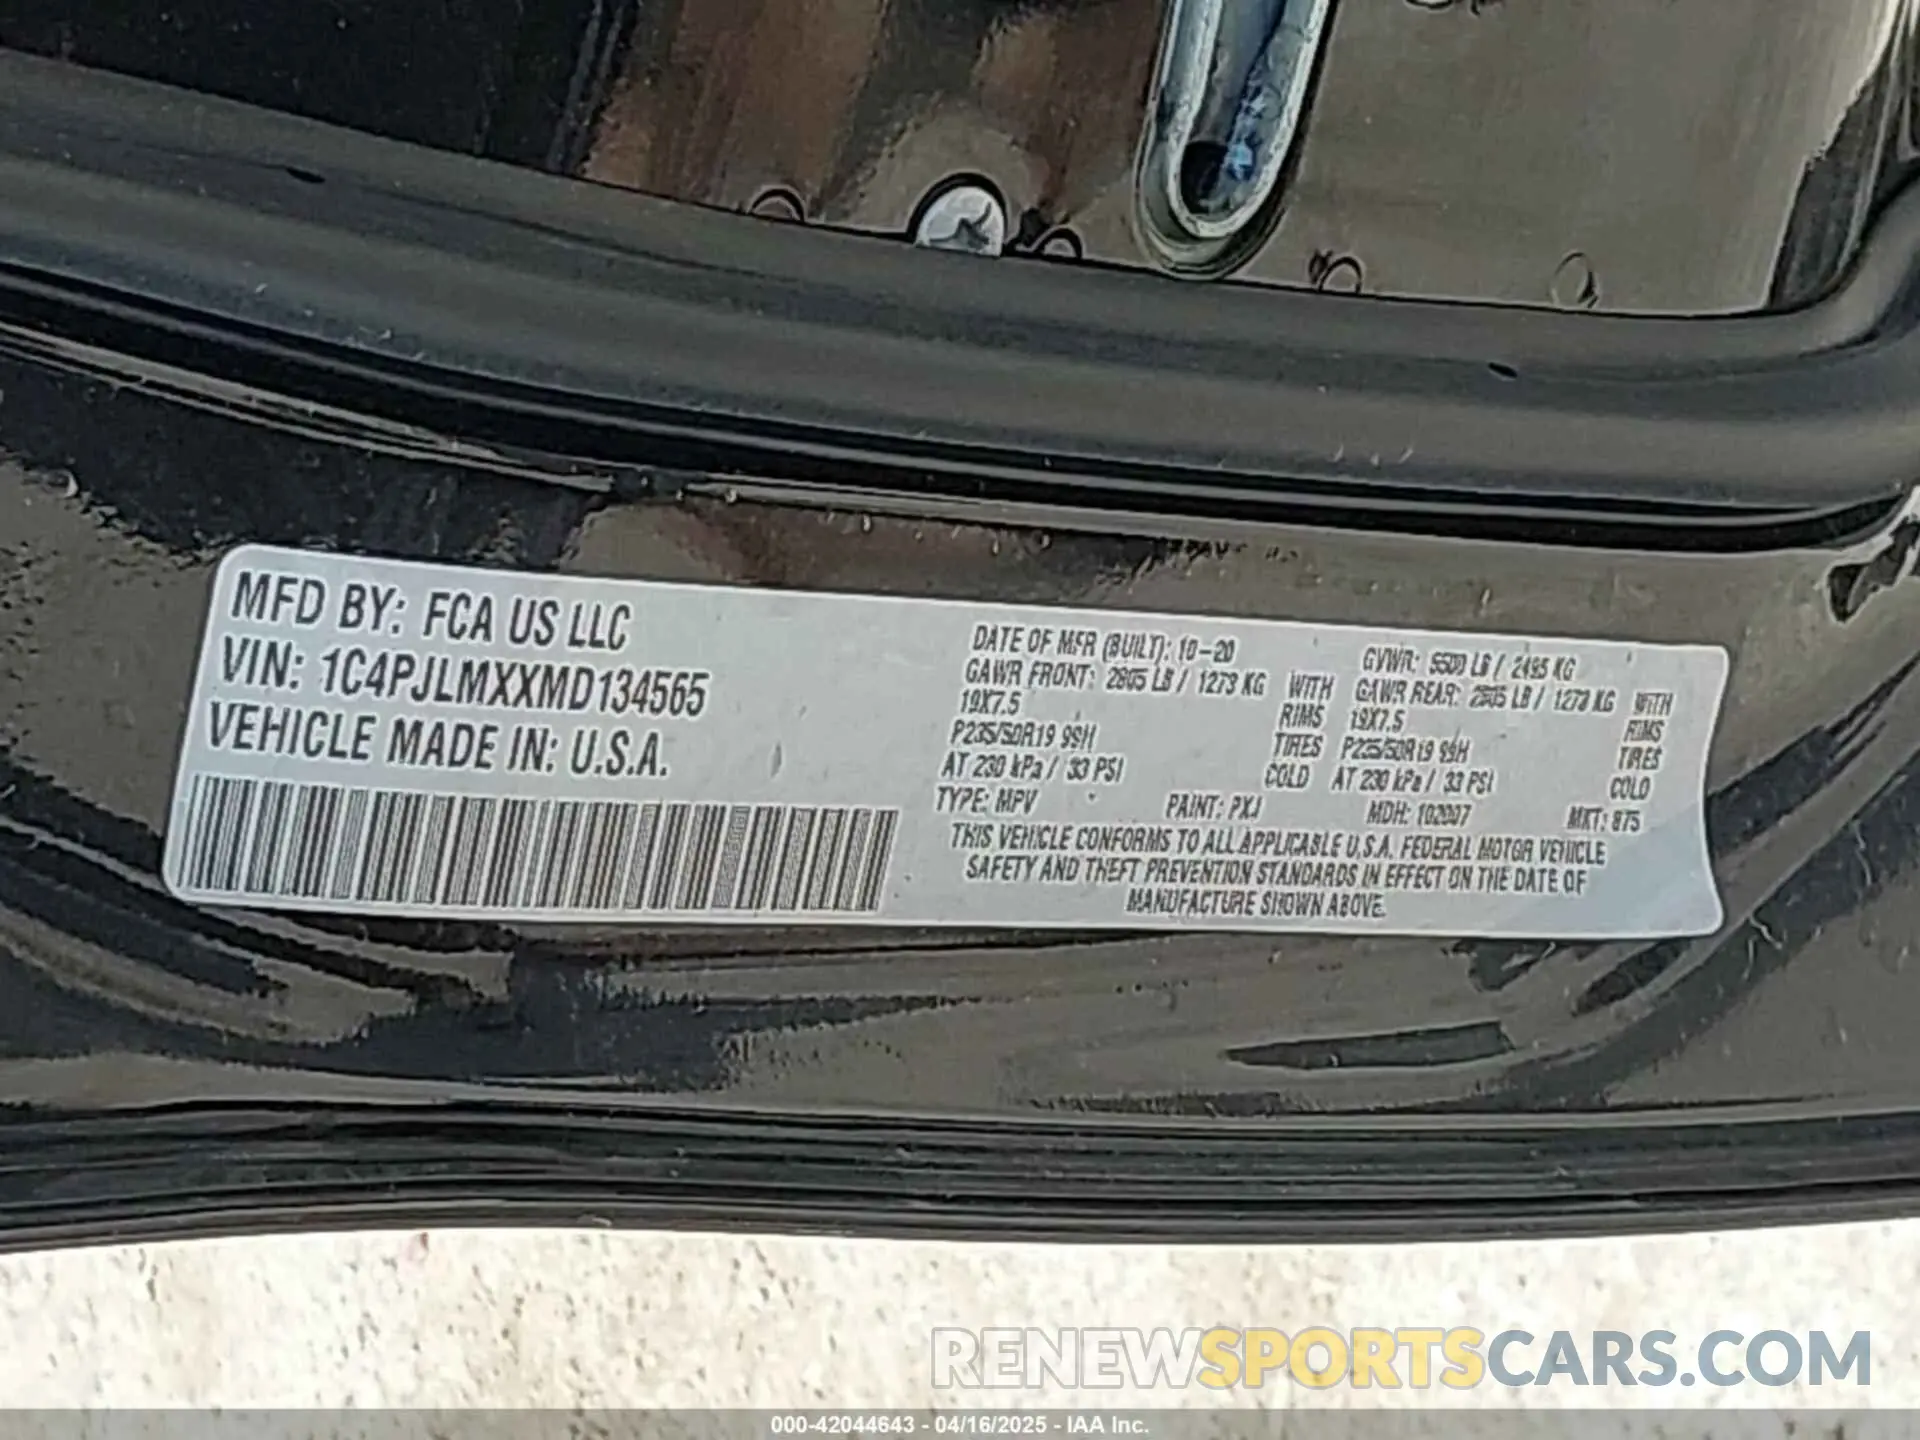 MFD BY: FCA US LLC
VIN: 1C4PJLMXXMD134565
VEHICLE MADE IN: U.S.A.
DATE OF MFR (BUILT): 10-20
GVWR: 5500 LB / 2495 KG
GAWR FRONT: 2805 LB / 1273 KG WITH
19X7.5 RIMS
P235/50R19 99H TIRES
AT 230 kPa / 33 PSI COLD
GAWR REAR: 2805 LB / 1273 KG WITH
19X7.5 RIMS
P235/50R19 99H TIRES
AT 230 kPa / 33 PSI COLD
TYPE: MPV PAINT: PXJ MDH: 102007 MKT: 875
THIS VEHICLE CONFORMS TO ALL APPLICABLE U.S.A. FEDERAL MOTOR VEHICLE
SAFETY AND THEFT PREVENTION STANDARDS IN EFFECT ON THE DATE OF
MANUFACTURE SHOWN ABOVE.
RENEWSPORTSCARS.COM
000-42044643 - 04/16/2025 - IAA Inc.